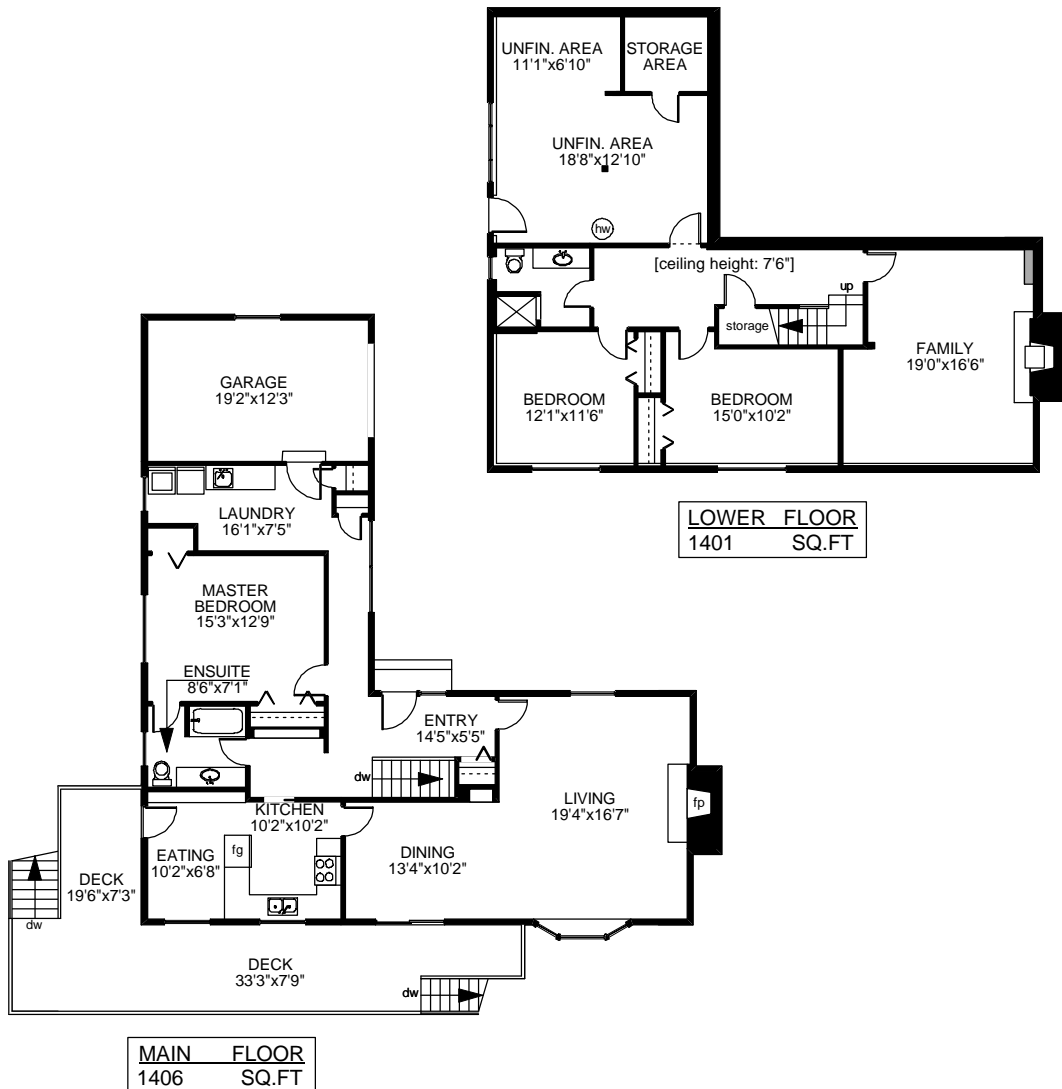 UNFIN. AREA
11'1"x6'10"
STORAGE
AREA
UNFIN. AREA
18'8"x12'10"
hw
[ceiling height: 7'6"]
up
storage
FAMILY
19'0"x16'6"
BEDROOM
12'1"x11'6"
BEDROOM
15'0"x10'2"
LOWER FLOOR
1401 SQ.FT
GARAGE
19'2"x12'3"
LAUNDRY
16'1"x7'5"
MASTER
BEDROOM
15'3"x12'9"
ENSUITE
8'6"x7'1"
ENTRY
14'5"x5'5"
dw
LIVING
19'4"x16'7"
fp
KITCHEN
10'2"x10'2"
fg
EATING
10'2"x6'8"
DINING
13'4"x10'2"
DECK
19'6"x7'3"
dw
DECK
33'3"x7'9"
dw
MAIN FLOOR
1406 SQ.FT